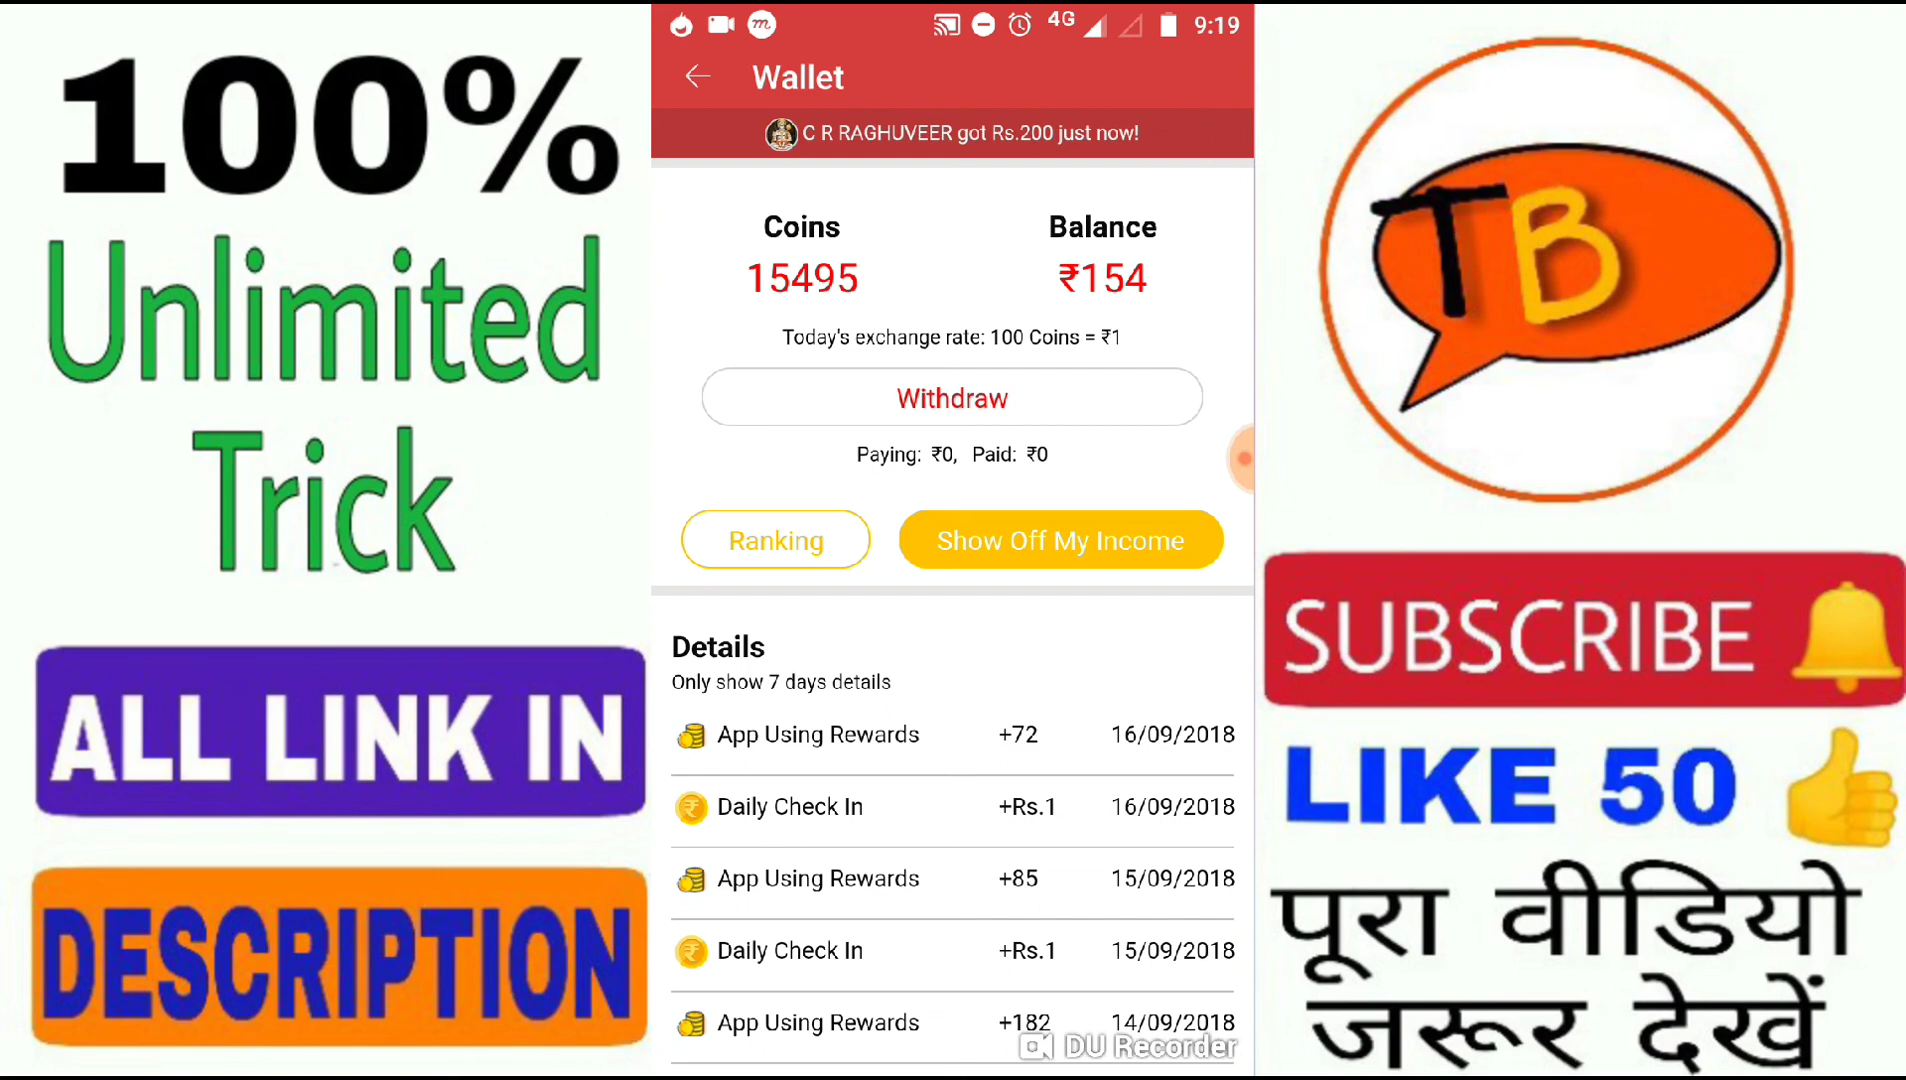 100%
Unlimited
Trick
ALL LINK IN
DESCRIPTION
4G 9:19
Wallet
C R RAGHUVEER got Rs.200 just now!
Coins Balance
15495 ₹154
Today's exchange rate: 100 Coins = ₹1
Withdraw
Paying: ₹0, Paid: ₹0
Ranking Show Off My Income
Details
Only show 7 days details
App Using Rewards +72 16/09/2018
Daily Check In +Rs.1 16/09/2018
App Using Rewards +85 15/09/2018
Daily Check In +Rs.1 15/09/2018
App Using Rewards +182 14/09/2018
DU Recorder
TB
SUBSCRIBE
LIKE 50
पूरा वीडियो
जरूर देखें